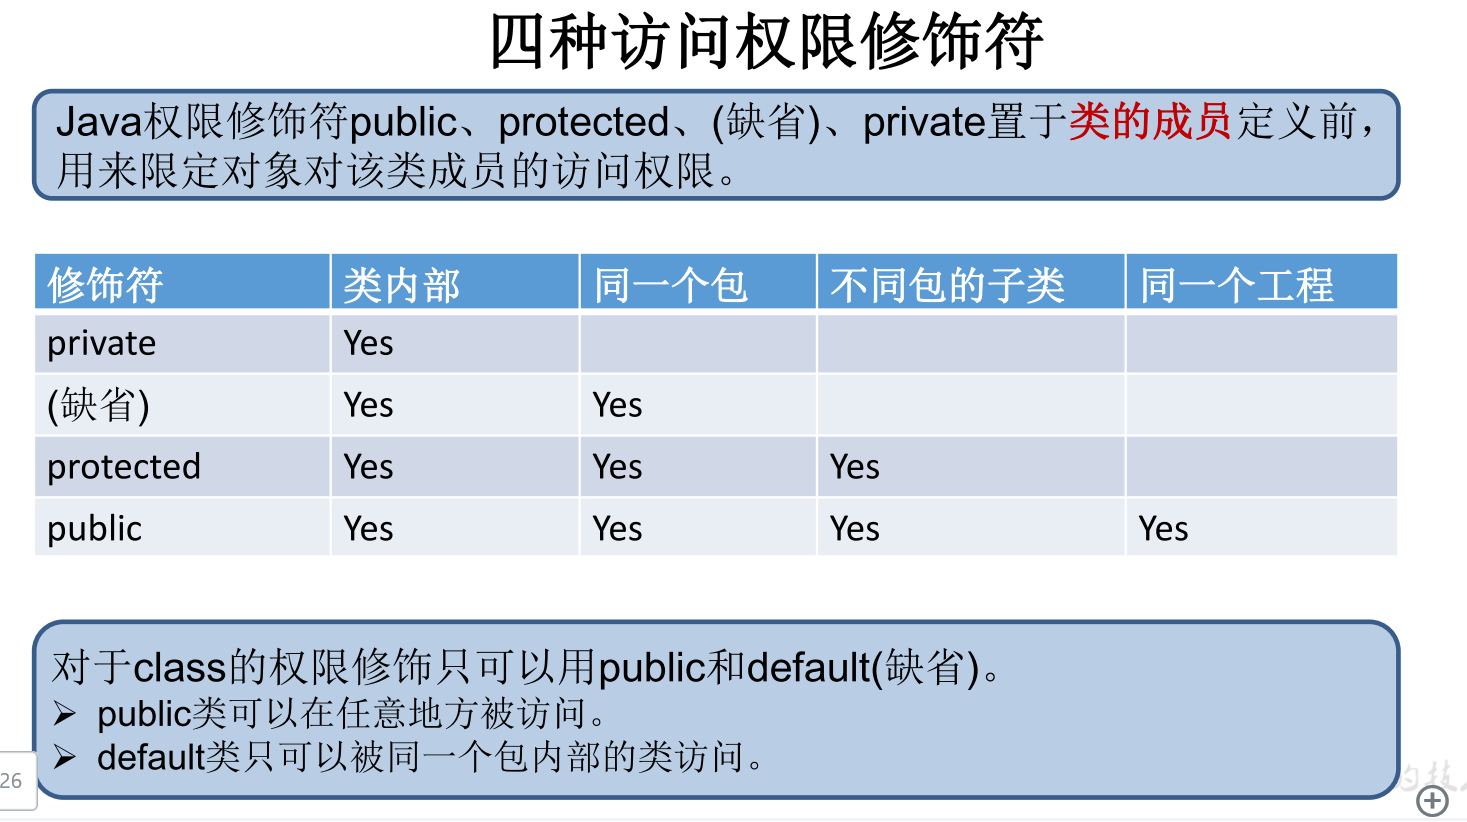 四种访问权限修饰符
Java权限修饰符public、protected、(缺省)、private置于类的成员定义前，
用来限定对象对该类成员的访问权限。
修饰符 类内部 同一个包 不同包的子类 同一个工程
private Yes
(缺省) Yes Yes
protected Yes Yes Yes
public Yes Yes Yes Yes
对于class的权限修饰只可以用public和default(缺省)。
➢ public类可以在任意地方被访问。
➢ default类只可以被同一个包内部的类访问。
26